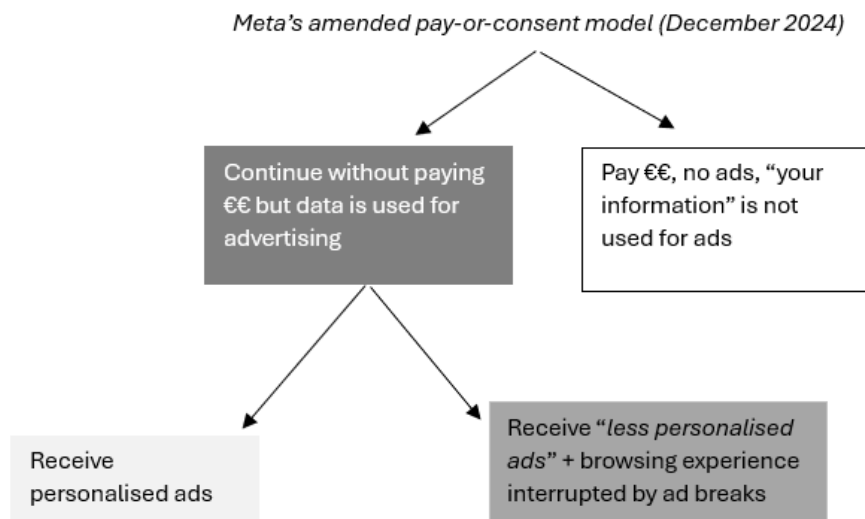 Meta’s amended pay-or-consent model (December 2024)
Continue without paying
€€ but data is used for
advertising
Pay €€, no ads, “your
information” is not
used for ads
Receive
personalised ads
Receive “less personalised
ads” + browsing experience
interrupted by ad breaks